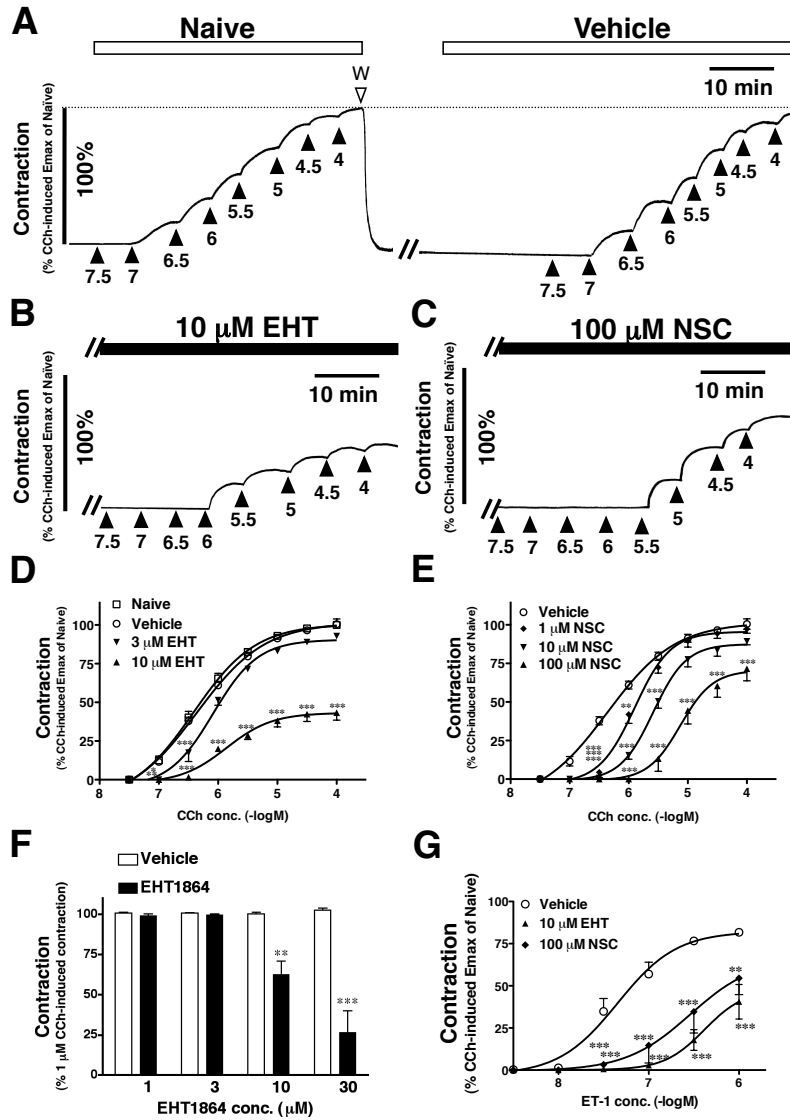 A
Naive
Vehicle
W
10 min
Contraction
(% CCh-induced Emax of Naïve)
100%
7.5
7
6.5
6
5.5
5
4.5
4
7.5
7
6.5
6
5.5
5
4.5
4
B
10 μM EHT
10 min
Contraction
(% CCh-induced Emax of Naïve)
100%
7.5
7
6.5
6
5.5
5
4.5
4
C
100 μM NSC
10 min
Contraction
(% CCh-induced Emax of Naïve)
100%
7.5
7
6.5
6
5.5
5
4.5
4
D
Contraction
(% CCh-induced Emax of Naive)
Naive
Vehicle
3 μM EHT
10 μM EHT
100
75
50
25
0
*
**
***
***
***
***
***
***
***
8 7 6 5 4
CCh conc. (-logM)
E
Contraction
(% CCh-induced Emax of Naive)
Vehicle
1 μM NSC
10 μM NSC
100 μM NSC
100
75
50
25
0
***
***
***
**
***
***
***
***
***
***
***
8 7 6 5 4
CCh conc. (-logM)
F
Vehicle
EHT1864
Contraction
(% 1 μM CCh-induced contraction)
100
75
50
25
0
**
***
1 3 10 30
EHT1864 conc. (μM)
G
Contraction
(% CCh-induced Emax of Naive)
Vehicle
10 μM EHT
100 μM NSC
100
75
50
25
0
***
***
***
***
***
***
**
***
8 7 6
ET-1 conc. (-logM)